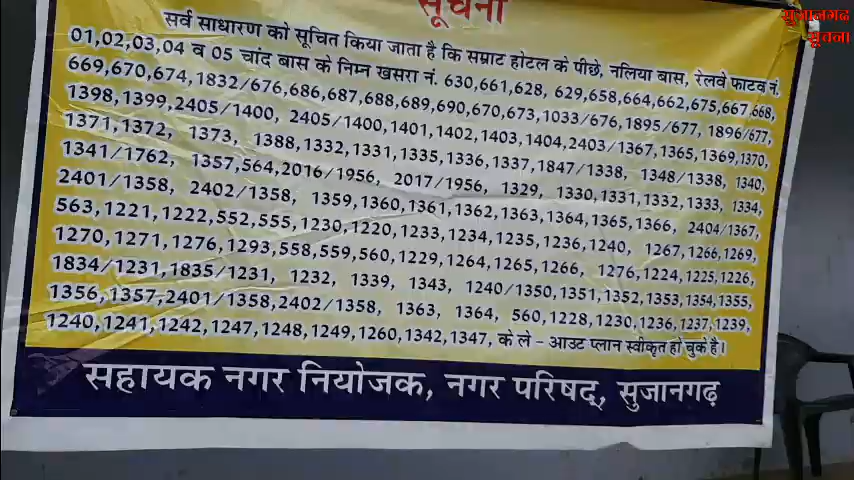 सूचना
सुजानगढ
सूचना
सर्व साधारण को सूचित किया जाता है कि सम्राट होटल के पीछे, नलिया बास, रेलवे फाटक नं.
01,02,03,04 व 05 चांद बास के निम्न खसरा नं. 630,661,628, 629,658,664,662,675,667,668,
669,670,674,1832/676,686,687,688,689,690,670,673,1033/676,1895/677, 1896/677,
1398,1399,2405/1400, 2405/1400,1401,1402,1403,1404,2403/1367,1365,1369,1370,
1371,1372, 1373, 1388,1332,1331,1335,1336,1337,1847/1338, 1348/1338, 1340,
1341/1762, 1357,564,2016/1956, 2017/1956, 1329, 1330,1331,1332,1333, 1334,
2401/1358, 2402/1358, 1359,1360,1361,1362,1363,1364,1365,1366, 2404/1367,
563,1221,1222,552,555,1230,1220,1233,1234,1235,1236,1240, 1267,1266,1269,
1270,1271,1276,1293,558,559,560,1229,1264,1265,1266, 1276,1224,1225,1226,
1834/1231,1835/1231, 1232, 1339, 1343, 1240/1350,1351,1352,1353,1354,1355,
1356,1357,2401/1358,2402/1358, 1363, 1364, 560,1228,1230,1236,1237,1239,
1240,1241,1242,1247,1248,1249,1260,1342,1347, के ले - आउट प्लान स्वीकृत हो चुके है।
सहायक नगर नियोजक, नगर परिषद्, सुजानगढ़